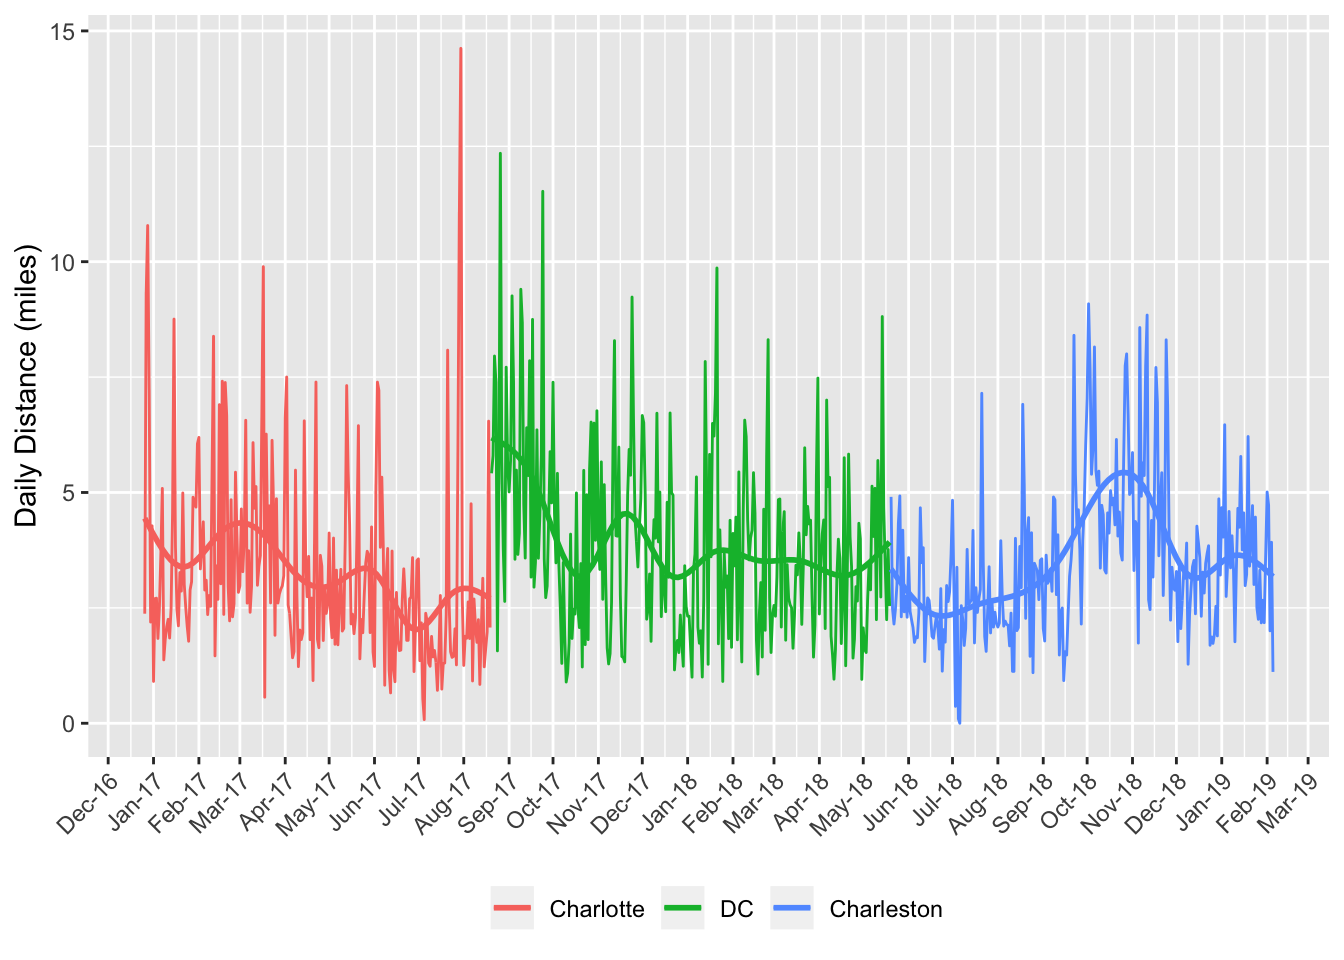 Daily Distance (miles)
15
10
5
0
Dec-16 Jan-17 Feb-17 Mar-17 Apr-17 May-17 Jun-17 Jul-17 Aug-17 Sep-17 Oct-17 Nov-17 Dec-17 Jan-18 Feb-18 Mar-18 Apr-18 May-18 Jun-18 Jul-18 Aug-18 Sep-18 Oct-18 Nov-18 Dec-18 Jan-19 Feb-19 Mar-19
Charlotte DC Charleston